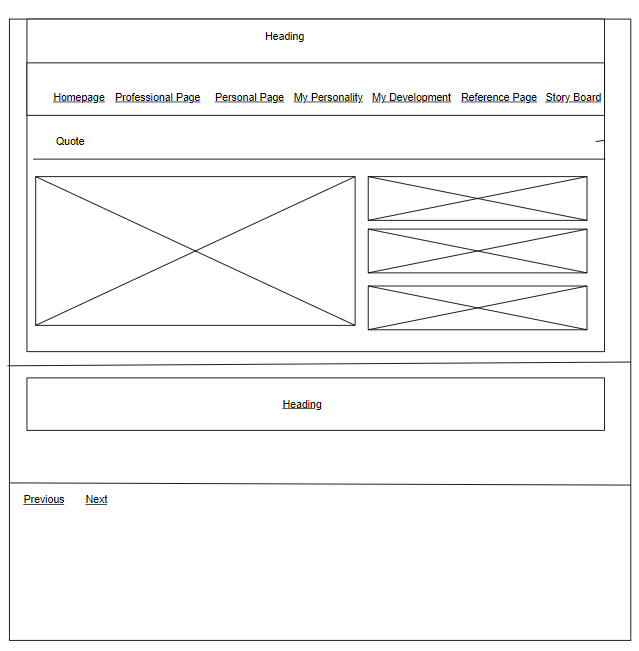 Heading
Homepage Professional Page Personal Page My Personality My Development Reference Page Story Board
Quote
Heading
Previous Next